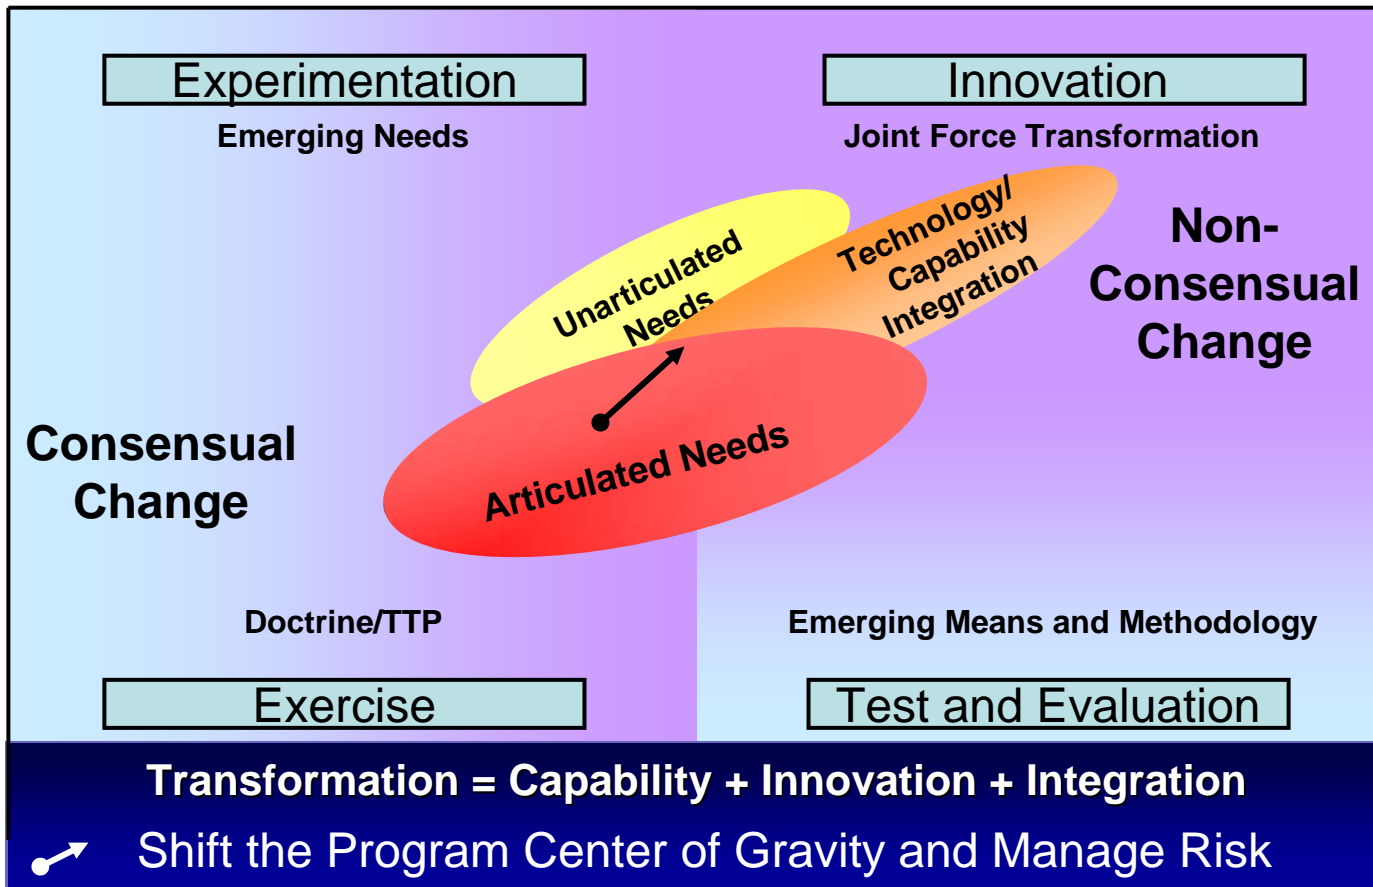 Experimentation
Emerging Needs
Innovation
Joint Force Transformation
Unarticulated
Needs
Technology/
Capability
Integration
Non-
Consensual
Change
Consensual
Change
Articulated Needs
Doctrine/TTP
Emerging Means and Methodology
Exercise
Test and Evaluation
Transformation = Capability + Innovation + Integration
Shift the Program Center of Gravity and Manage Risk